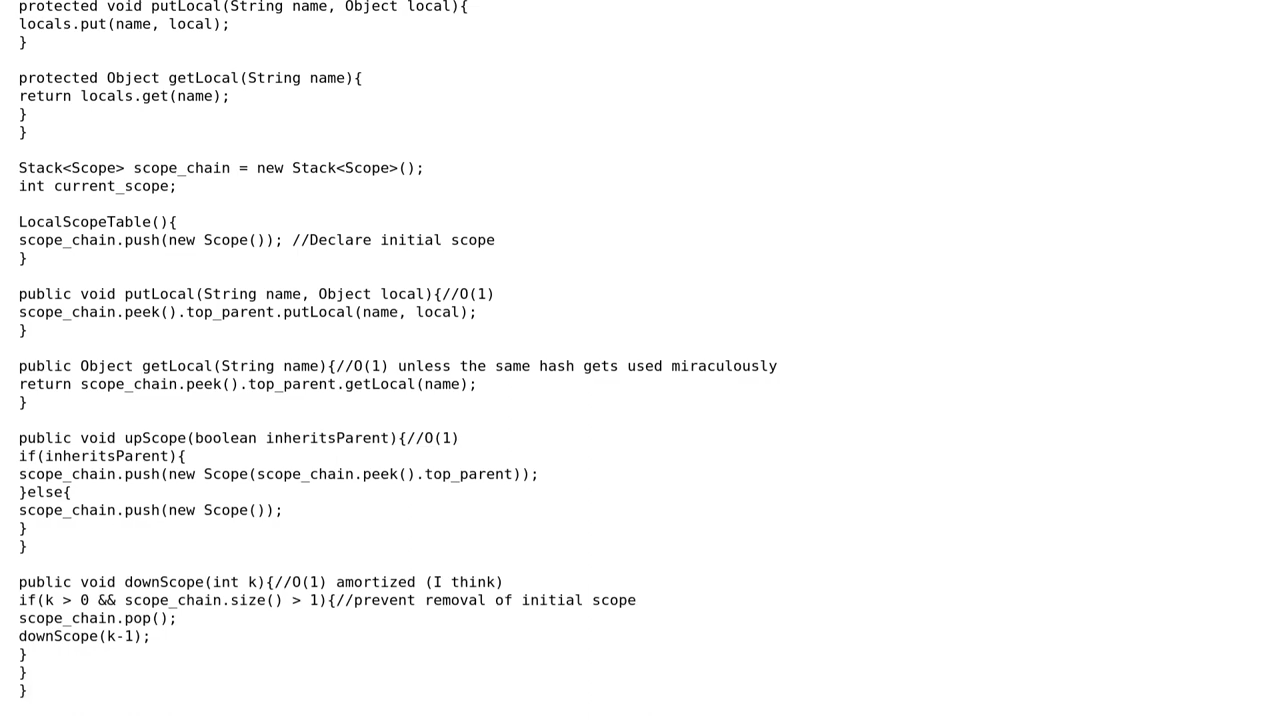 protected void putLocal(String name, Object local){
locals.put(name, local);
}
protected Object getLocal(String name){
return locals.get(name);
}
}
Stack<Scope> scope_chain = new Stack<Scope>();
int current_scope;
LocalScopeTable(){
scope_chain.push(new Scope()); //Declare initial scope
}
public void putLocal(String name, Object local){//O(1)
scope_chain.peek().top_parent.putLocal(name, local);
}
public Object getLocal(String name){//O(1) unless the same hash gets used miraculously
return scope_chain.peek().top_parent.getLocal(name);
}
public void upScope(boolean inheritsParent){//O(1)
if(inheritsParent){
scope_chain.push(new Scope(scope_chain.peek().top_parent));
}else{
scope_chain.push(new Scope());
}
}
public void downScope(int k){//O(1) amortized (I think)
if(k > 0 && scope_chain.size() > 1){//prevent removal of initial scope
scope_chain.pop();
downScope(k-1);
}
}
}